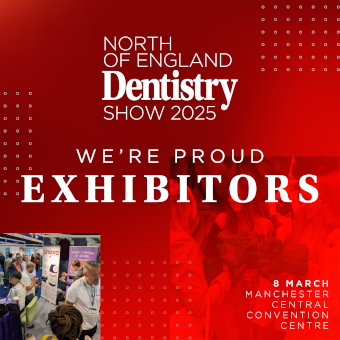 NORTH
OF ENGLAND
Dentistry
SHOW 2025
WE'RE PROUD
EXHIBITORS
8 MARCH
MANCHESTER
CENTRAL
CONVENTION
CENTRE